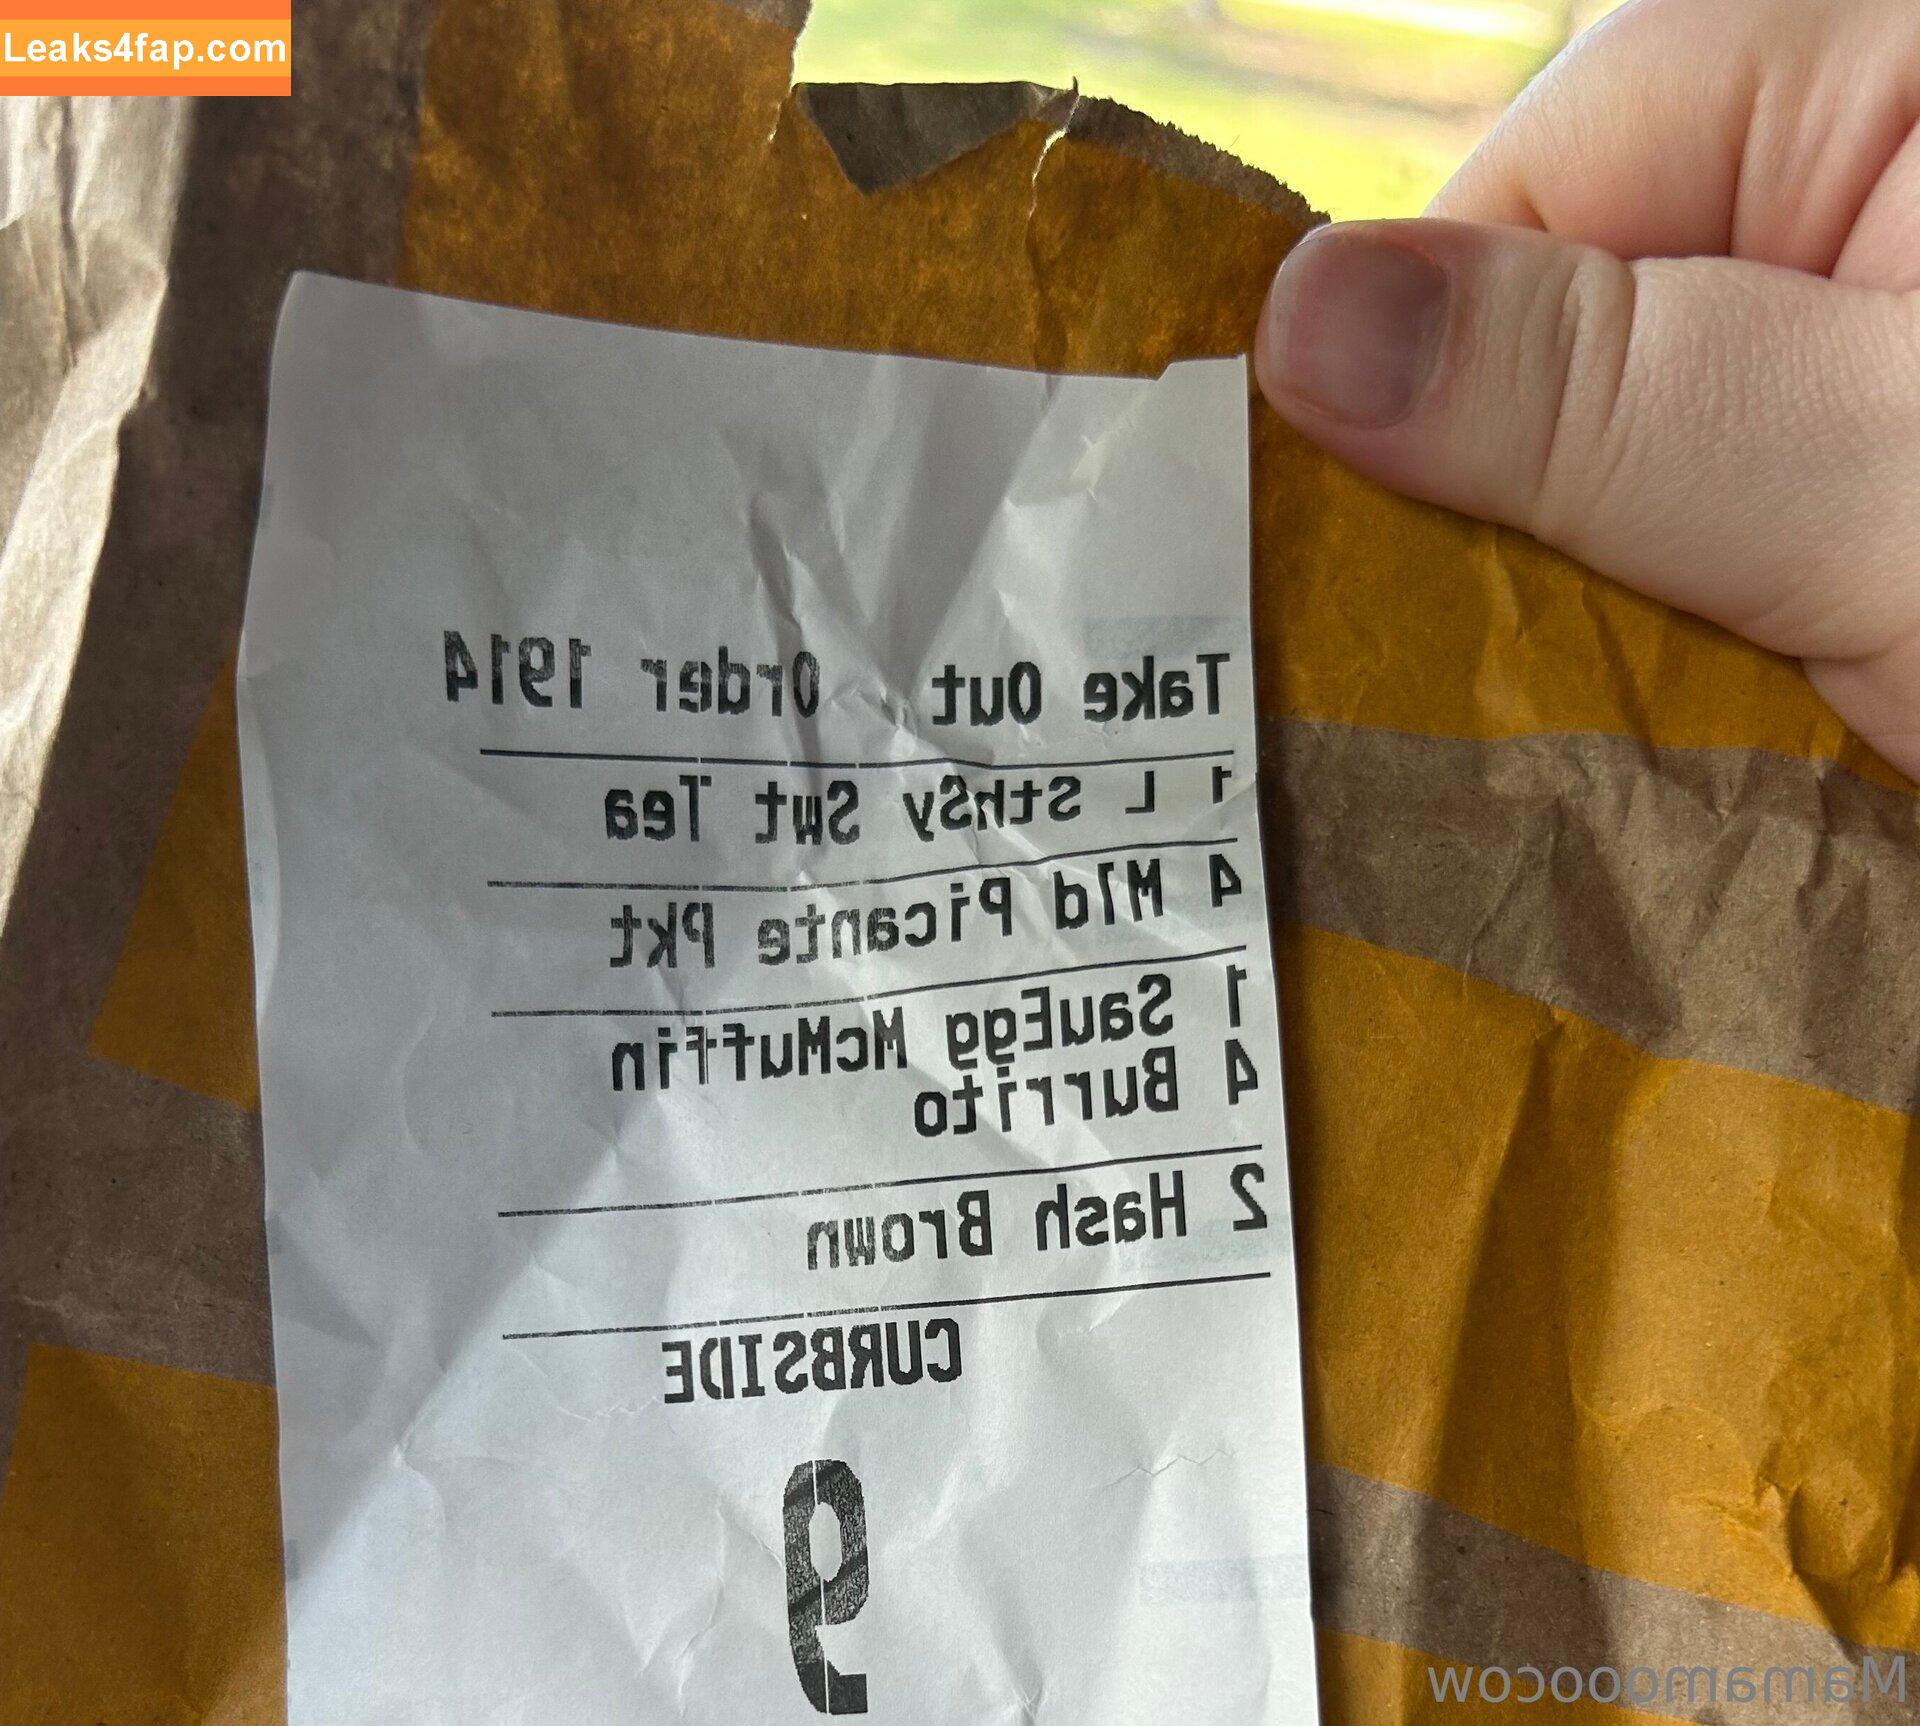 Leaks4fap.com
Take Out Order 1914
1 L SthSy Swt Tea
4 Mld Picante Pkt
1 SauEgg McMuffin
4 Burrito
2 Hash Brown
CURBSIDE
9
Mamamooocow